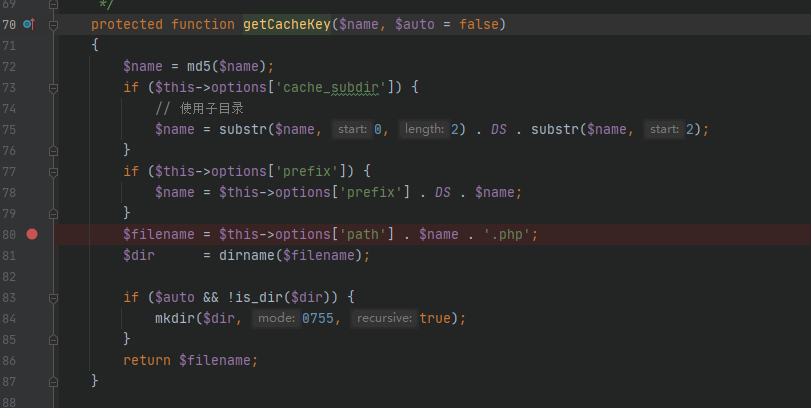 69 */
70 protected function getCacheKey($name, $auto = false)
71 {
72 $name = md5($name);
73 if ($this->options['cache_subdir']) {
74 // 使用子目录
75 $name = substr($name, start: 0, length: 2) . DS . substr($name, start: 2);
76 }
77 if ($this->options['prefix']) {
78 $name = $this->options['prefix'] . DS . $name;
79 }
80 $filename = $this->options['path'] . $name . '.php';
81 $dir = dirname($filename);
82
83 if ($auto && !is_dir($dir)) {
84 mkdir($dir, mode: 0755, recursive: true);
85 }
86 return $filename;
87 }
88